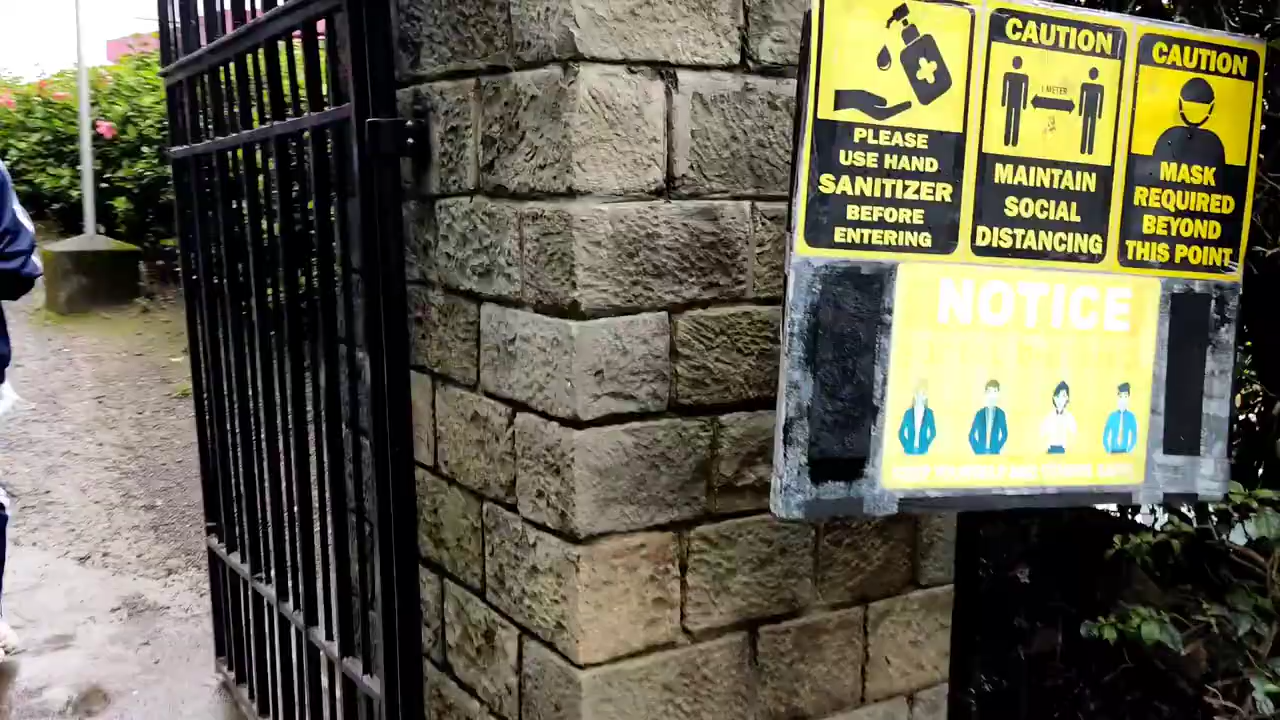 PLEASE
USE HAND
SANITIZER
BEFORE
ENTERING
CAUTION
1 METER
MAINTAIN
SOCIAL
DISTANCING
CAUTION
MASK
REQUIRED
BEYOND
THIS POINT
NOTICE